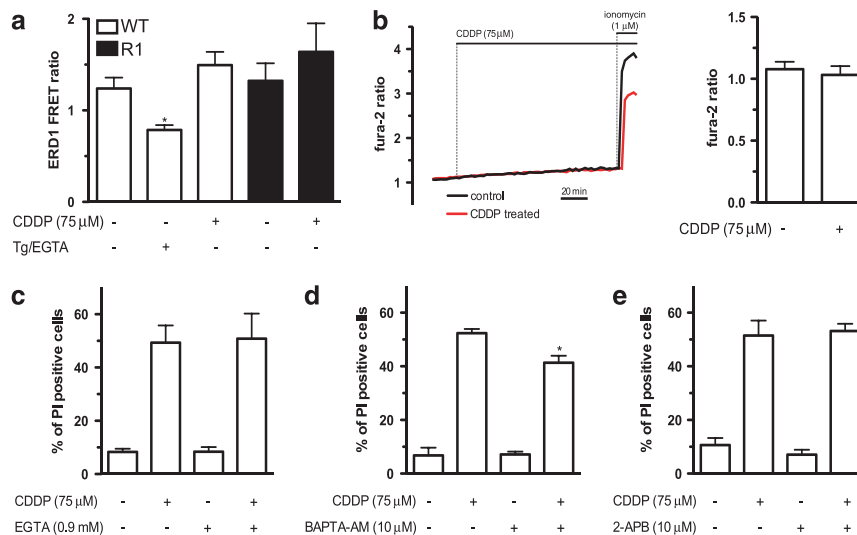 a
WT
R1
ERD1 FRET ratio
2
1
0
*
CDDP (75 μM) - - + - +
Tg/EGTA - + - - -
b
ionomycin
(1 μM)
CDDP (75 μM)
fura-2 ratio
4
3
2
1
control
CDDP treated
20 min
fura-2 ratio
1.5
1.0
0.5
0.0
CDDP (75 μM) - +
c
% of PI positive cells
60
40
20
0
CDDP (75 μM) - + - +
EGTA (0.9 mM) - - + +
d
% of PI positive cells
60
40
20
0
*
CDDP (75 μM) - + - +
BAPTA-AM (10 μM) - - + +
e
% of PI positive cells
60
40
20
0
CDDP (75 μM) - + - +
2-APB (10 μM) - - + +